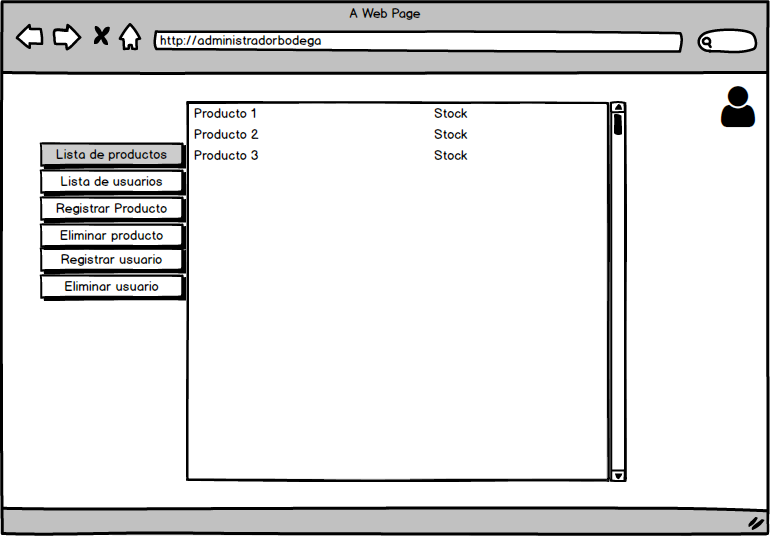 A Web Page
http://administradorbodega
Producto 1 Stock
Producto 2 Stock
Producto 3 Stock
Lista de productos
Lista de usuarios
Registrar Producto
Eliminar producto
Registrar usuario
Eliminar usuario